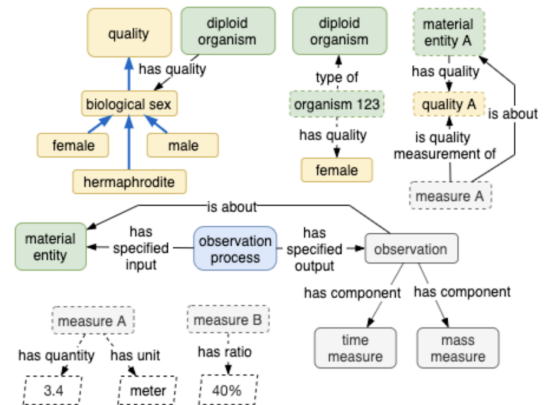 quality
diploid
organism
has quality
biological sex
female
male
hermaphrodite
diploid
organism
type of
organism 123
has quality
female
material
entity A
has quality
quality A
is about
is quality
measurement of
measure A
is about
material
entity
has
specified
input
observation
process
has
specified
output
observation
has component
has component
time
measure
mass
measure
measure A
has quantity
has unit
3.4
meter
measure B
has ratio
40%